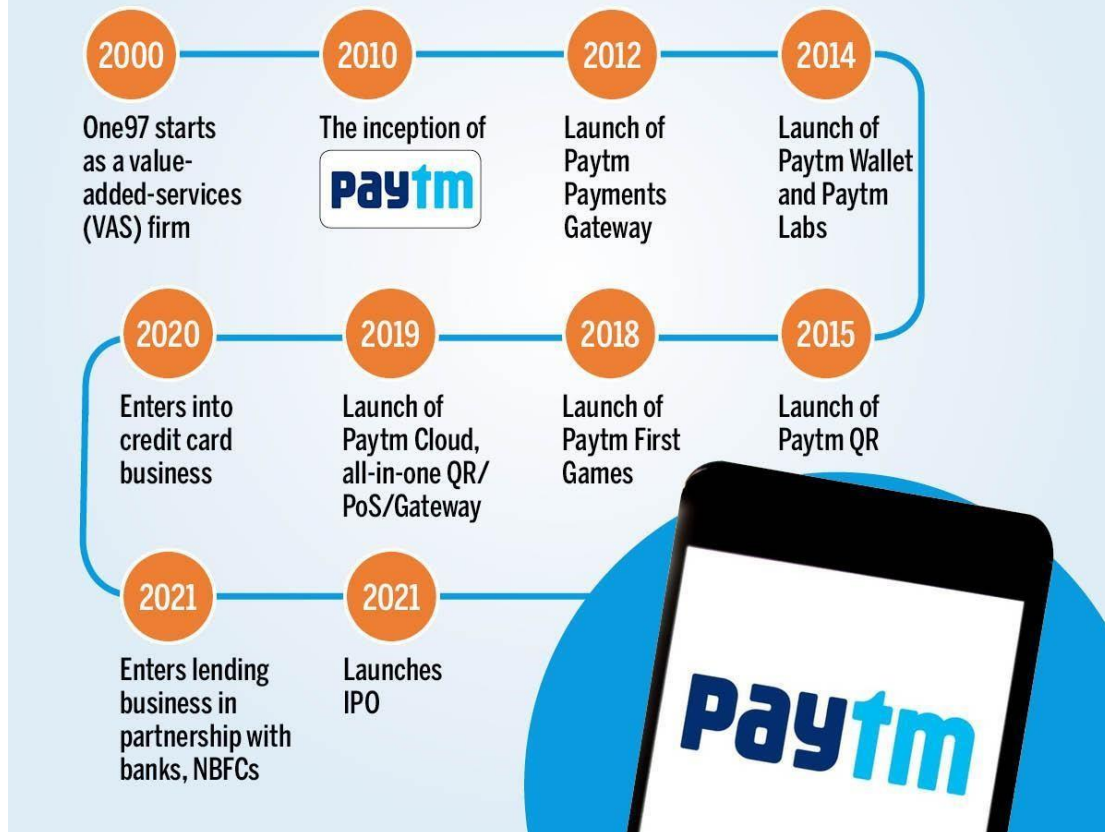 2000
One97 starts
as a value-
added-services
(VAS) firm
2010
The inception of
paytm
2012
Launch of
Paytm
Payments
Gateway
2014
Launch of
Paytm Wallet
and Paytm
Labs
2015
Launch of
Paytm QR
2018
Launch of
Paytm First
Games
2019
Launch of
Paytm Cloud,
all-in-one QR/
PoS/Gateway
2020
Enters into
credit card
business
2021
Enters lending
business in
partnership with
banks, NBFCs
2021
Launches
IPO
paytm